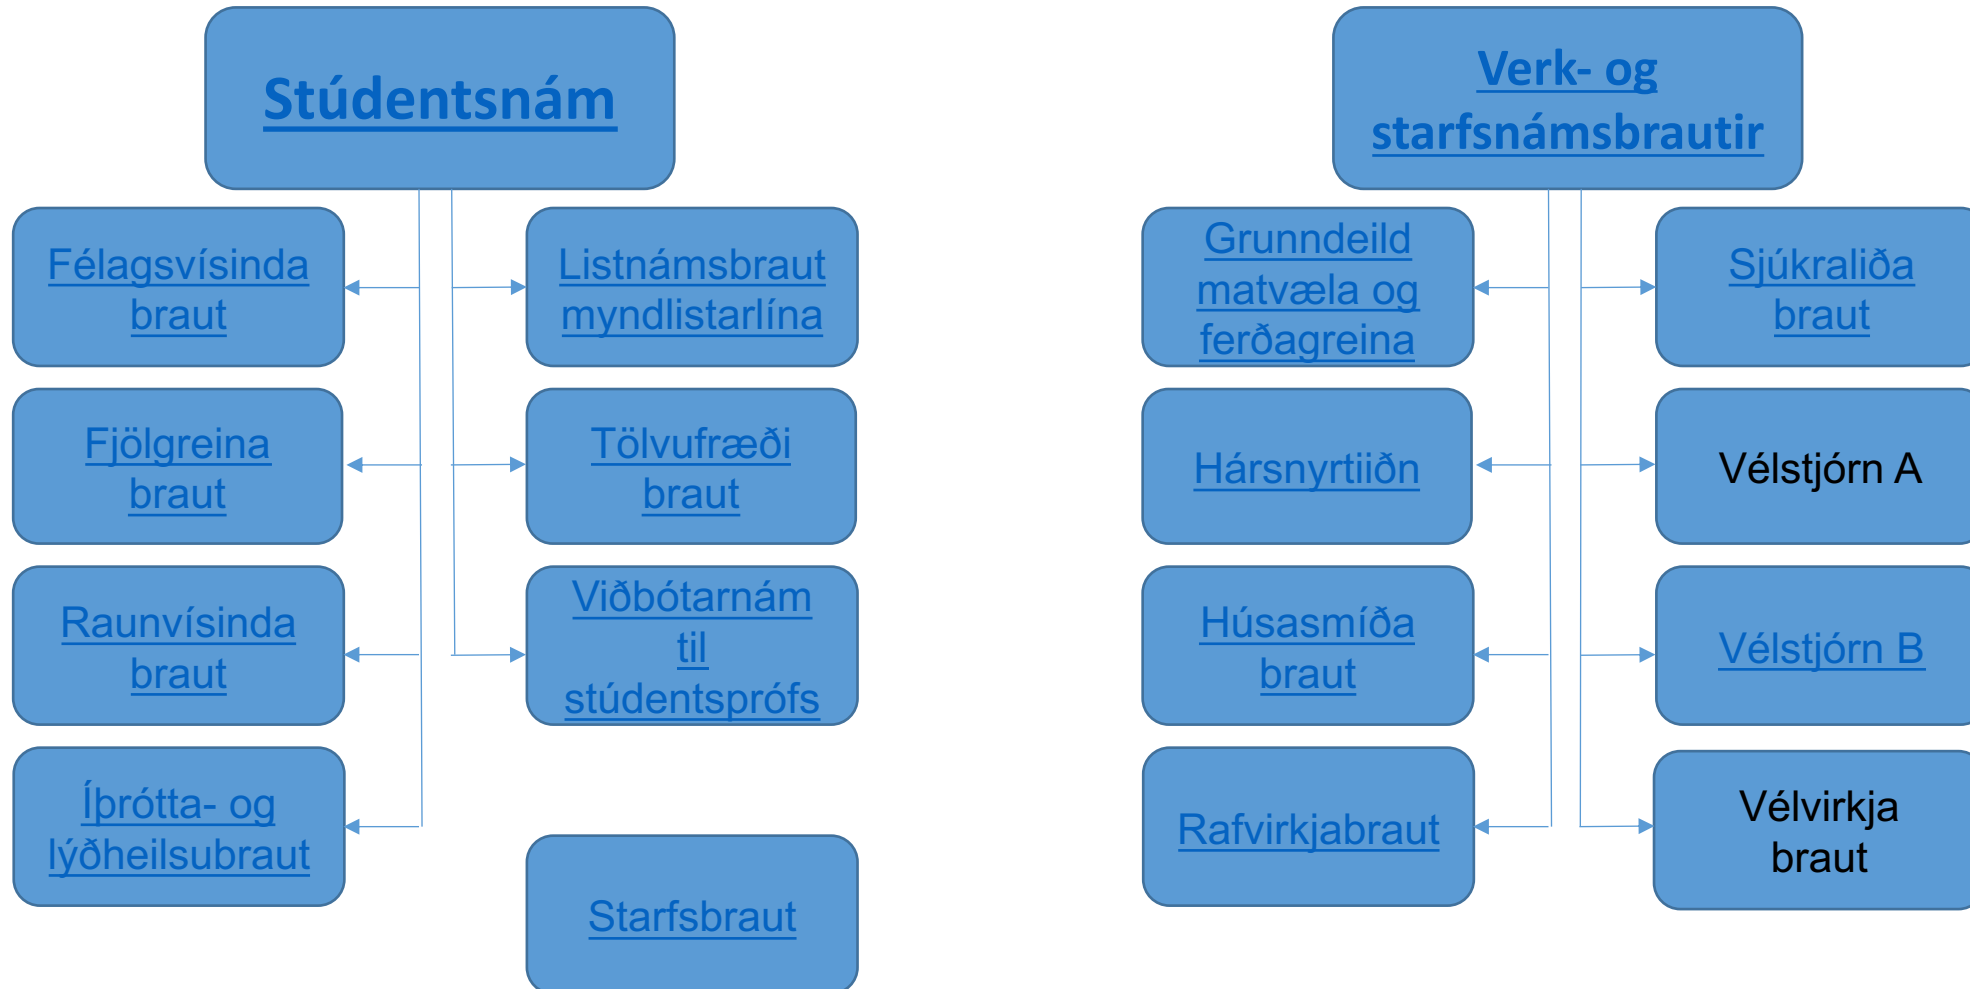 Stúdentsnám
Félagsvísinda
braut
Listnámsbraut
myndlistarlína
Fjölgreina
braut
Tölvufræði
braut
Raunvísinda
braut
Viðbótarnám
til
stúdentsprófs
Íþrótta- og
lýðheilsubraut
Starfsbraut
Verk- og
starfsnámsbrautir
Grunndeild
matvæla og
ferðagreina
Sjúkraliða
braut
Hársnyrtiiðn
Vélstjórn A
Húsasmíða
braut
Vélstjórn B
Rafvirkjabraut
Vélvirkja
braut